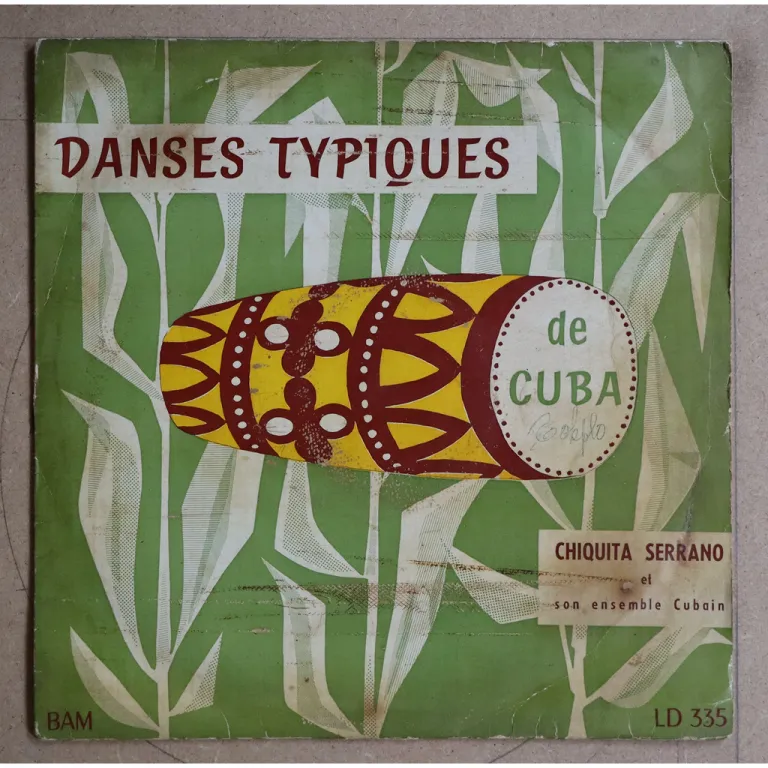 DANSES TYPIQUES
de
CUBA
CHIQUITA SERRANO
et
son ensemble Cubain
BAM
LD 335